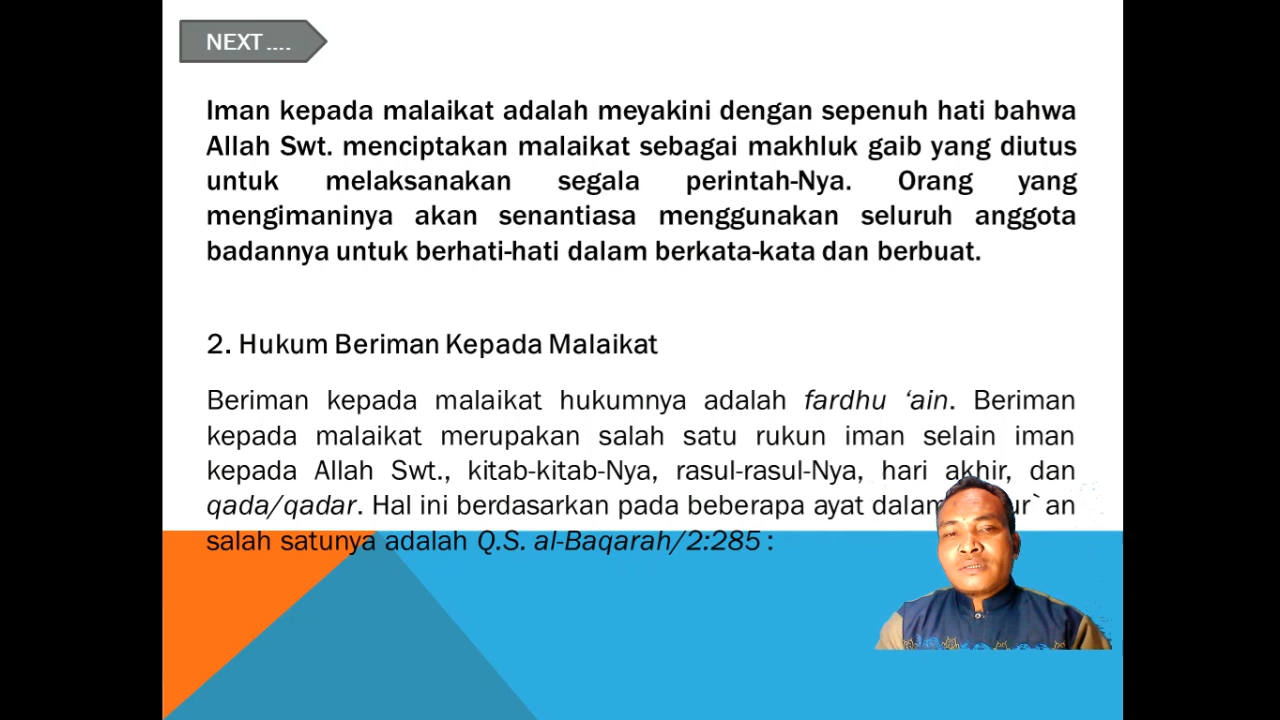 NEXT ....
Iman kepada malaikat adalah meyakini dengan sepenuh hati bahwa
Allah Swt. menciptakan malaikat sebagai makhluk gaib yang diutus
untuk melaksanakan segala perintah-Nya. Orang yang
mengimaninya akan senantiasa menggunakan seluruh anggota
badannya untuk berhati-hati dalam berkata-kata dan berbuat.
2. Hukum Beriman Kepada Malaikat
Beriman kepada malaikat hukumnya adalah fardhu ‘ain. Beriman
kepada malaikat merupakan salah satu rukun iman selain iman
kepada Allah Swt., kitab-kitab-Nya, rasul-rasul-Nya, hari akhir, dan
qada/qadar. Hal ini berdasarkan pada beberapa ayat dalam
salah satunya adalah Q.S. al-Baqarah/2:285 :